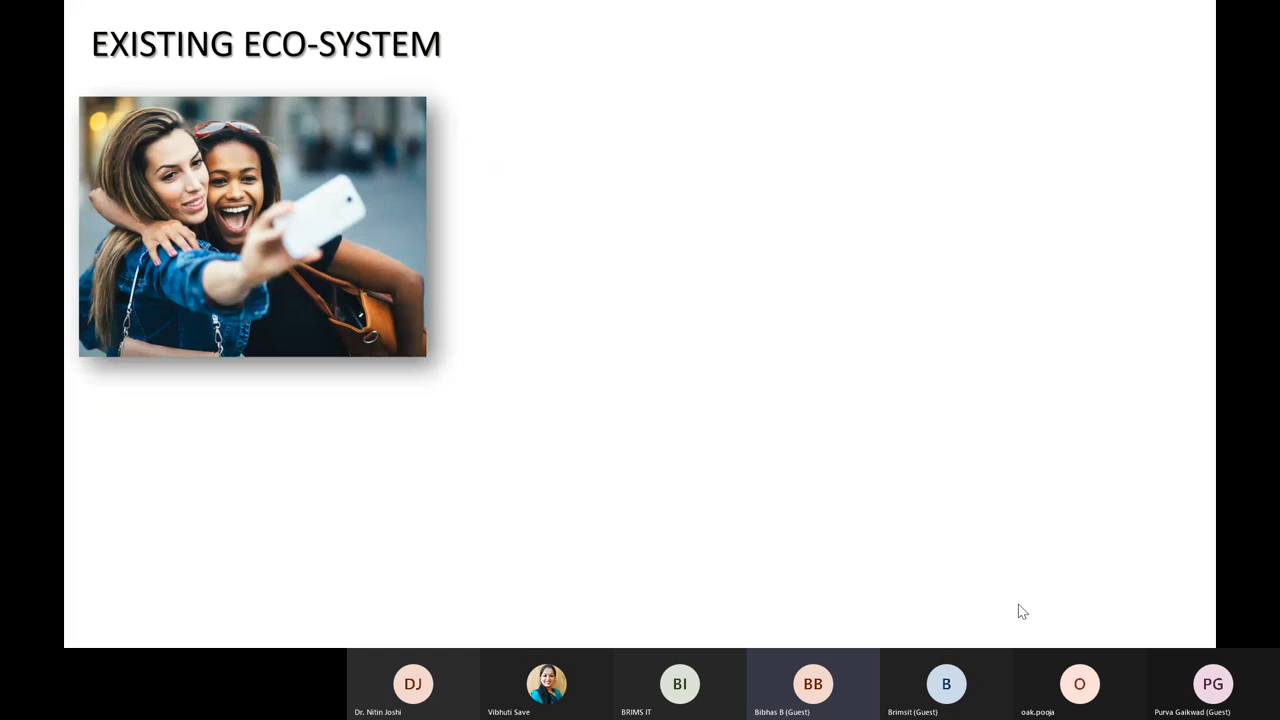 EXISTING ECO-SYSTEM
DJ
BI
BB
B
O
PG
Dr. Nitin Joshi
Vibhuti Save
BRIMS IT
Bibhas B (Guest)
Brimsit (Guest)
oak.pooja
Purva Gaikwad (Guest)